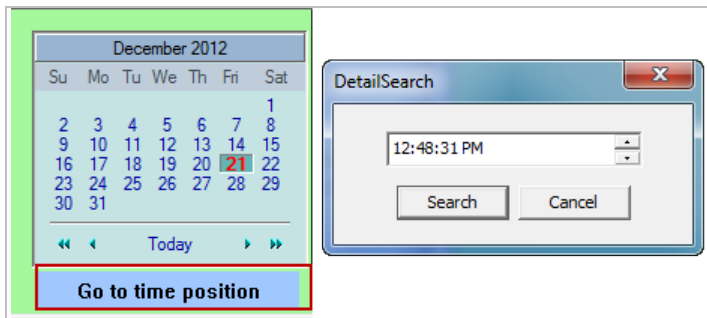 December 2012
Su Mo Tu We Th Fri Sat
1
2 3 4 5 6 7 8
9 10 11 12 13 14 15
16 17 18 19 20 21 22
23 24 25 26 27 28 29
30 31
Today
Go to time position
DetailSearch
12:48:31 PM
Search Cancel